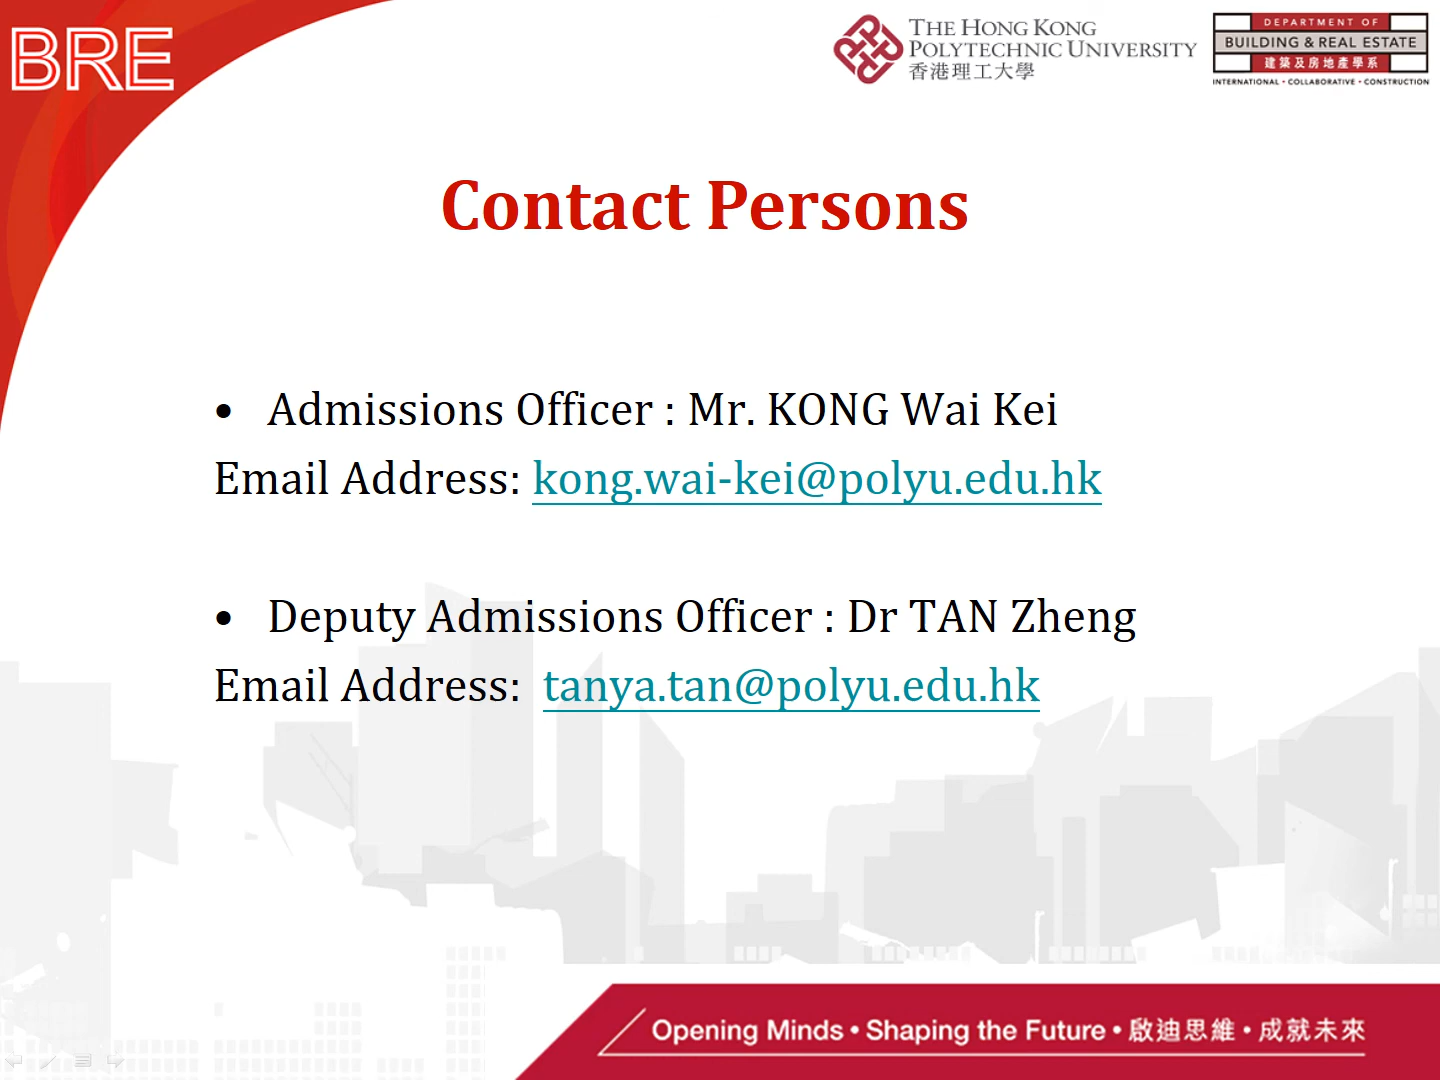 BRE
THE HONG KONG
POLYTECHNIC UNIVERSITY
香港理工大學
DEPARTMENT OF
BUILDING & REAL ESTATE
建築及房地產學系
INTERNATIONAL • COLLABORATIVE • CONSTRUCTION
Contact Persons
• Admissions Officer : Mr. KONG Wai Kei
Email Address: kong.wai-kei@polyu.edu.hk
• Deputy Admissions Officer : Dr TAN Zheng
Email Address: tanya.tan@polyu.edu.hk
Opening Minds • Shaping the Future • 啟迪思維 • 成就未來